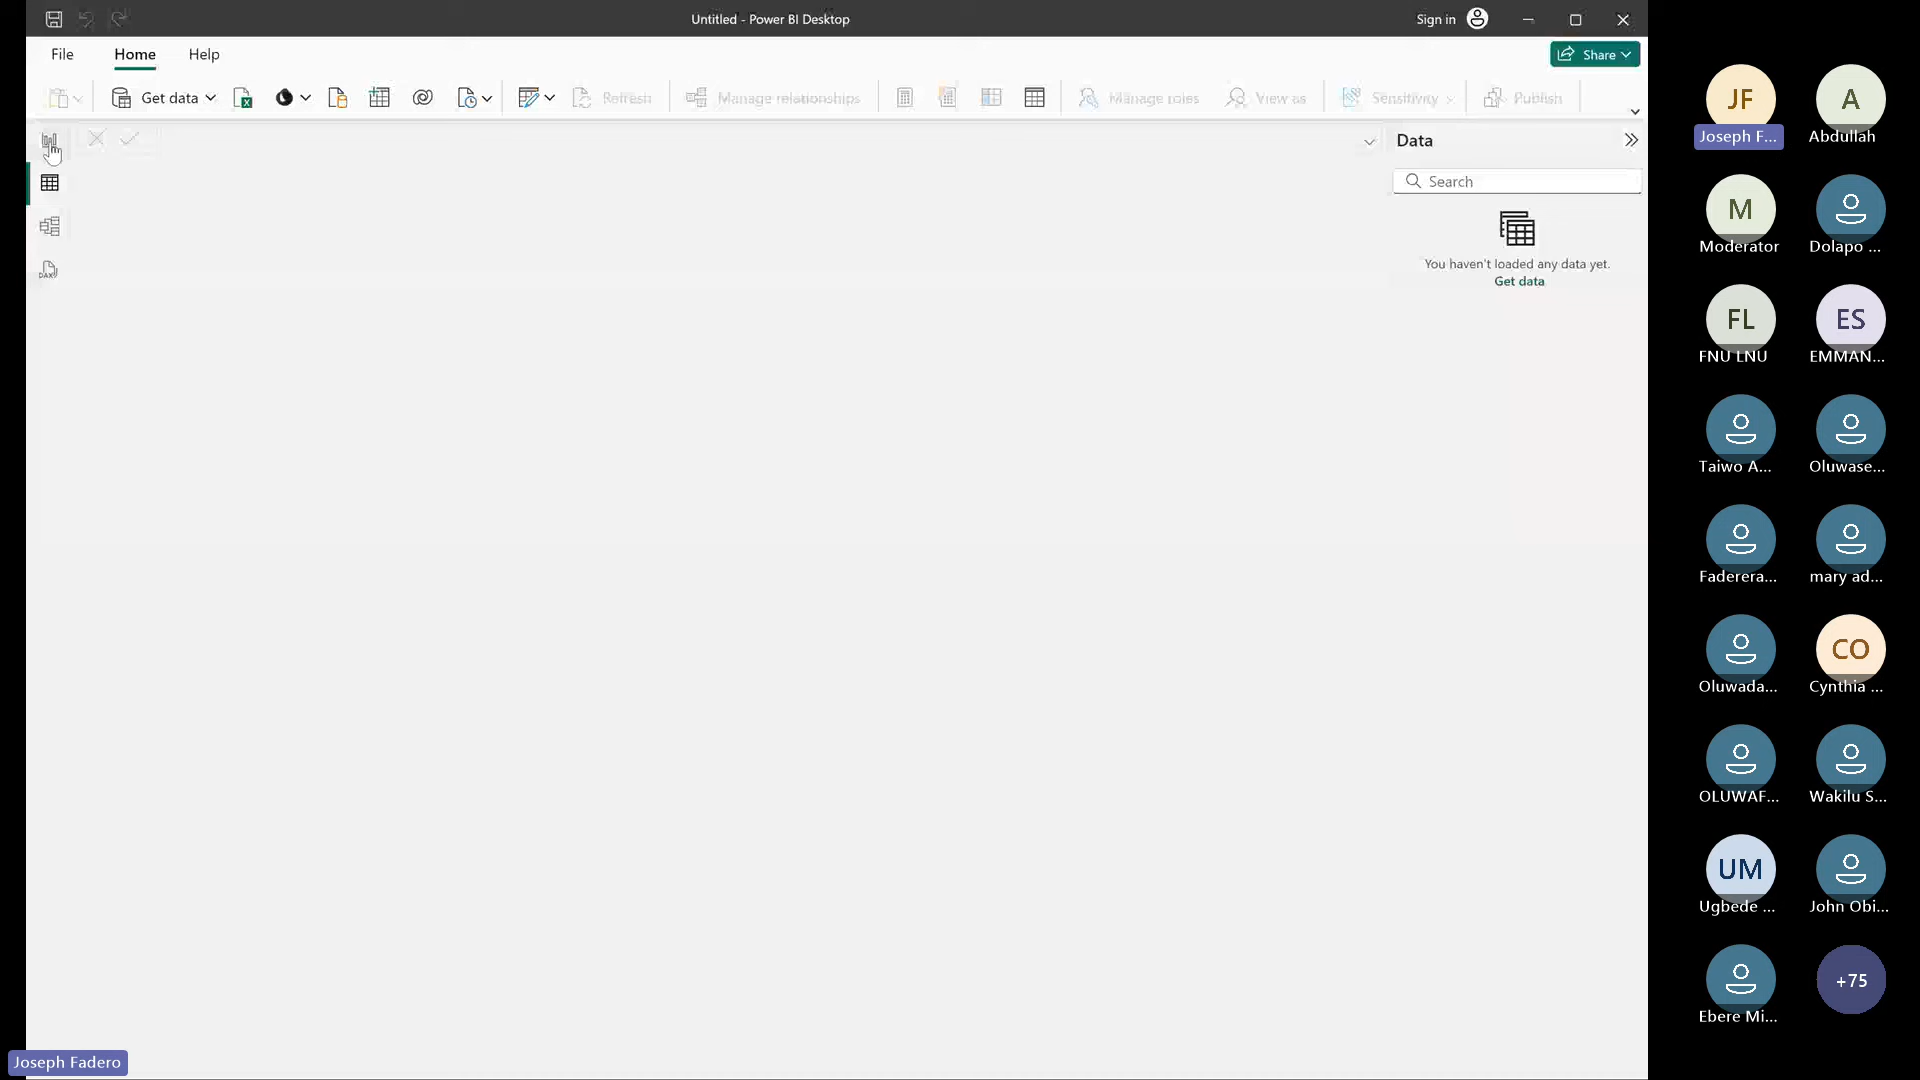 Untitled - Power BI Desktop
Sign in
File
Home
Help
Share
Get data
Refresh
Manage relationships
Manage roles
View as
Sensitivity
Publish
Data
Search
You haven't loaded any data yet.
Get data
DAX
JF
Joseph F...
A
Abdullah
M
Moderator
Dolapo ...
FL
FNU LNU
ES
EMMAN...
Taiwo A...
Oluwase...
Faderera...
mary ad...
Oluwada...
CO
Cynthia ...
OLUWAF...
Wakilu S...
UM
Ugbede ...
John Obi...
Ebere Mi...
+75
Joseph Fadero